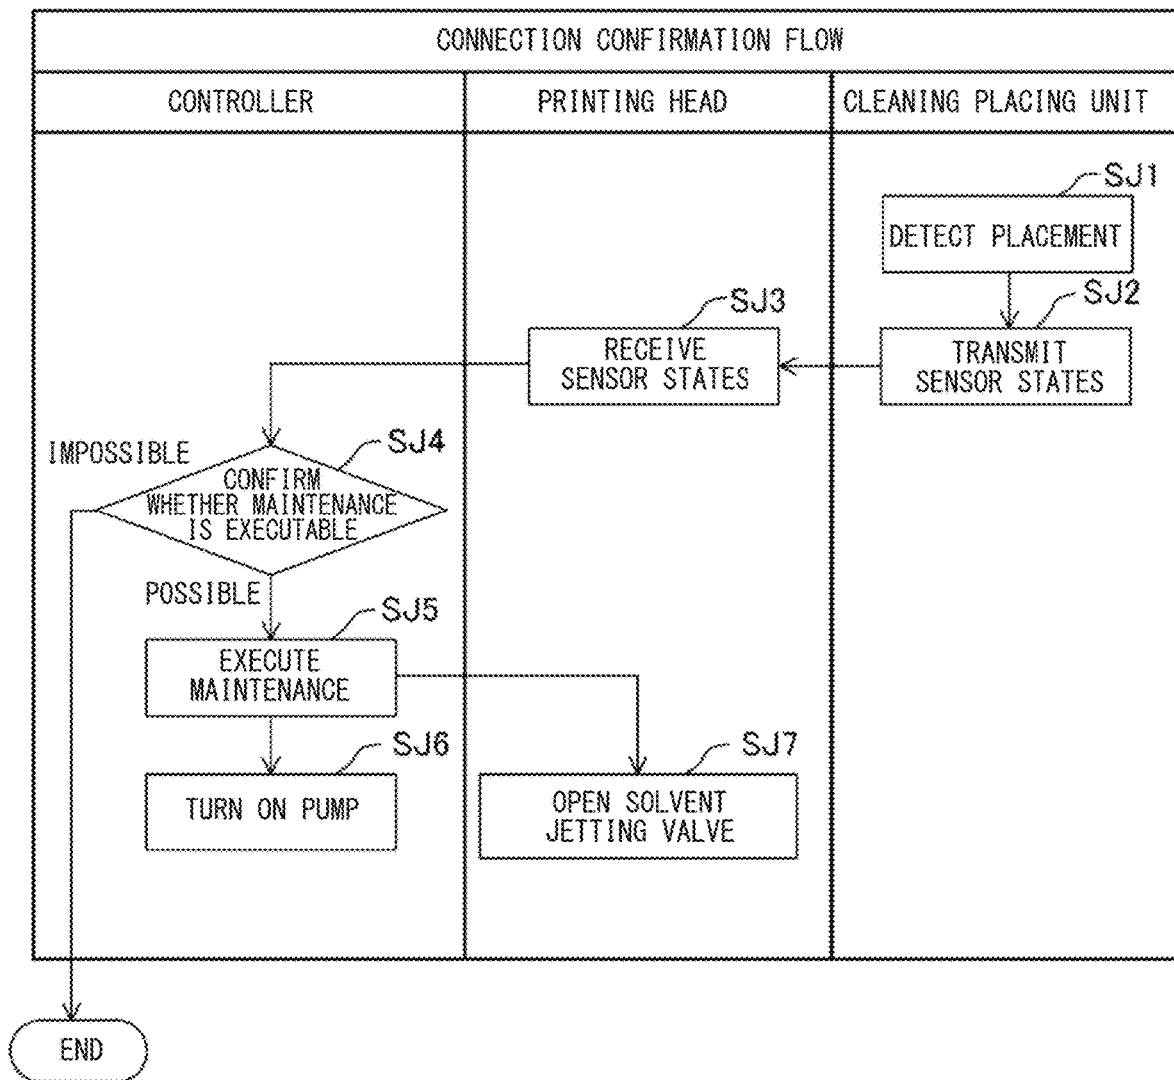 CONNECTION CONFIRMATION FLOW
CONTROLLER
PRINTING HEAD
CLEANING PLACING UNIT
SJ1
DETECT PLACEMENT
SJ2
TRANSMIT
SENSOR STATES
SJ3
RECEIVE
SENSOR STATES
IMPOSSIBLE
SJ4
CONFIRM
WHETHER MAINTENANCE
IS EXECUTABLE
POSSIBLE
SJ5
EXECUTE
MAINTENANCE
SJ6
TURN ON PUMP
SJ7
OPEN SOLVENT
JETTING VALVE
END